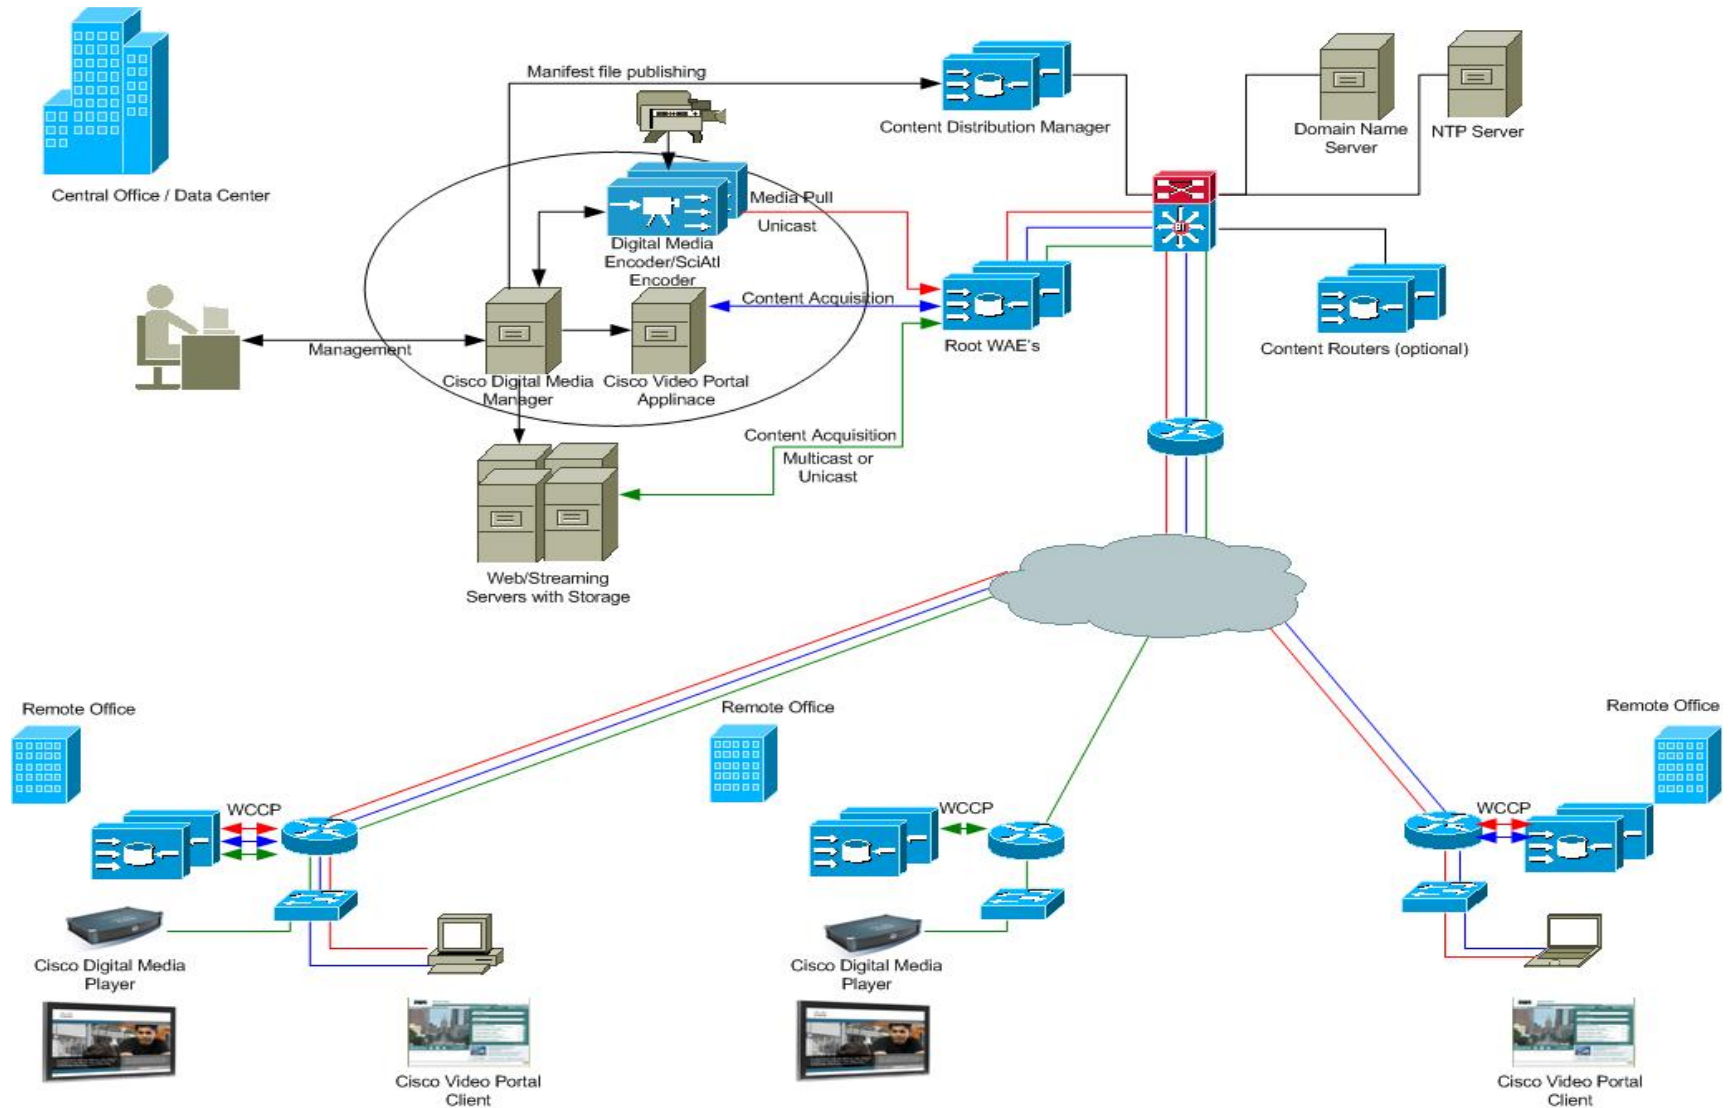 Manifest file publishing
Content Distribution Manager
Domain Name
Server
NTP Server
Central Office / Data Center
Media Pull
Unicast
Digital Media
Encoder/SciAtl
Encoder
Content Acquisition
Root WAE's
Content Routers (optional)
Management
Cisco Digital Media
Manager
Cisco Video Portal
Applinace
Content Acquisition
Multicast or
Unicast
Web/Streaming
Servers with Storage
Remote Office
Remote Office
Remote Office
WCCP
WCCP
WCCP
Cisco Digital Media
Player
Cisco Digital Media
Player
Cisco Video Portal
Client
Cisco Video Portal
Client